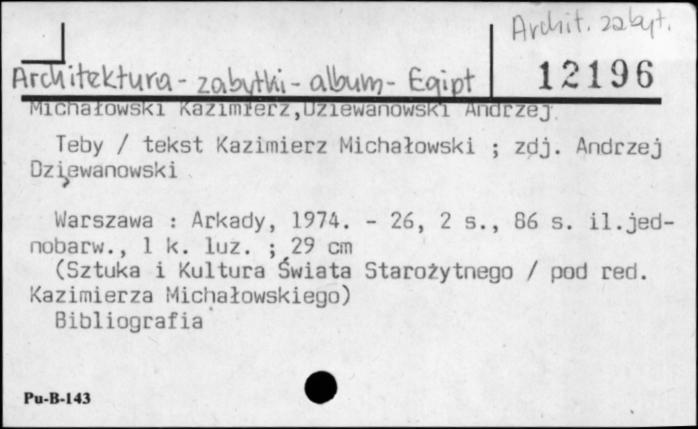 Archit. zabyt.
Architektura - zabytki - album - Egipt
12196
Michałowski Kazimierz, Dziewanowski Andrzej.
Teby / tekst Kazimierz Michałowski ; zdj. Andrzej
Dziewanowski
Warszawa : Arkady, 1974. - 26, 2 s., 86 s. il.jed-
nobarw., 1 k. luz. ; 29 cm
(Sztuka i Kultura Świata Starożytnego / pod red.
Kazimierza Michałowskiego)
Bibliografia
Pu-B-143